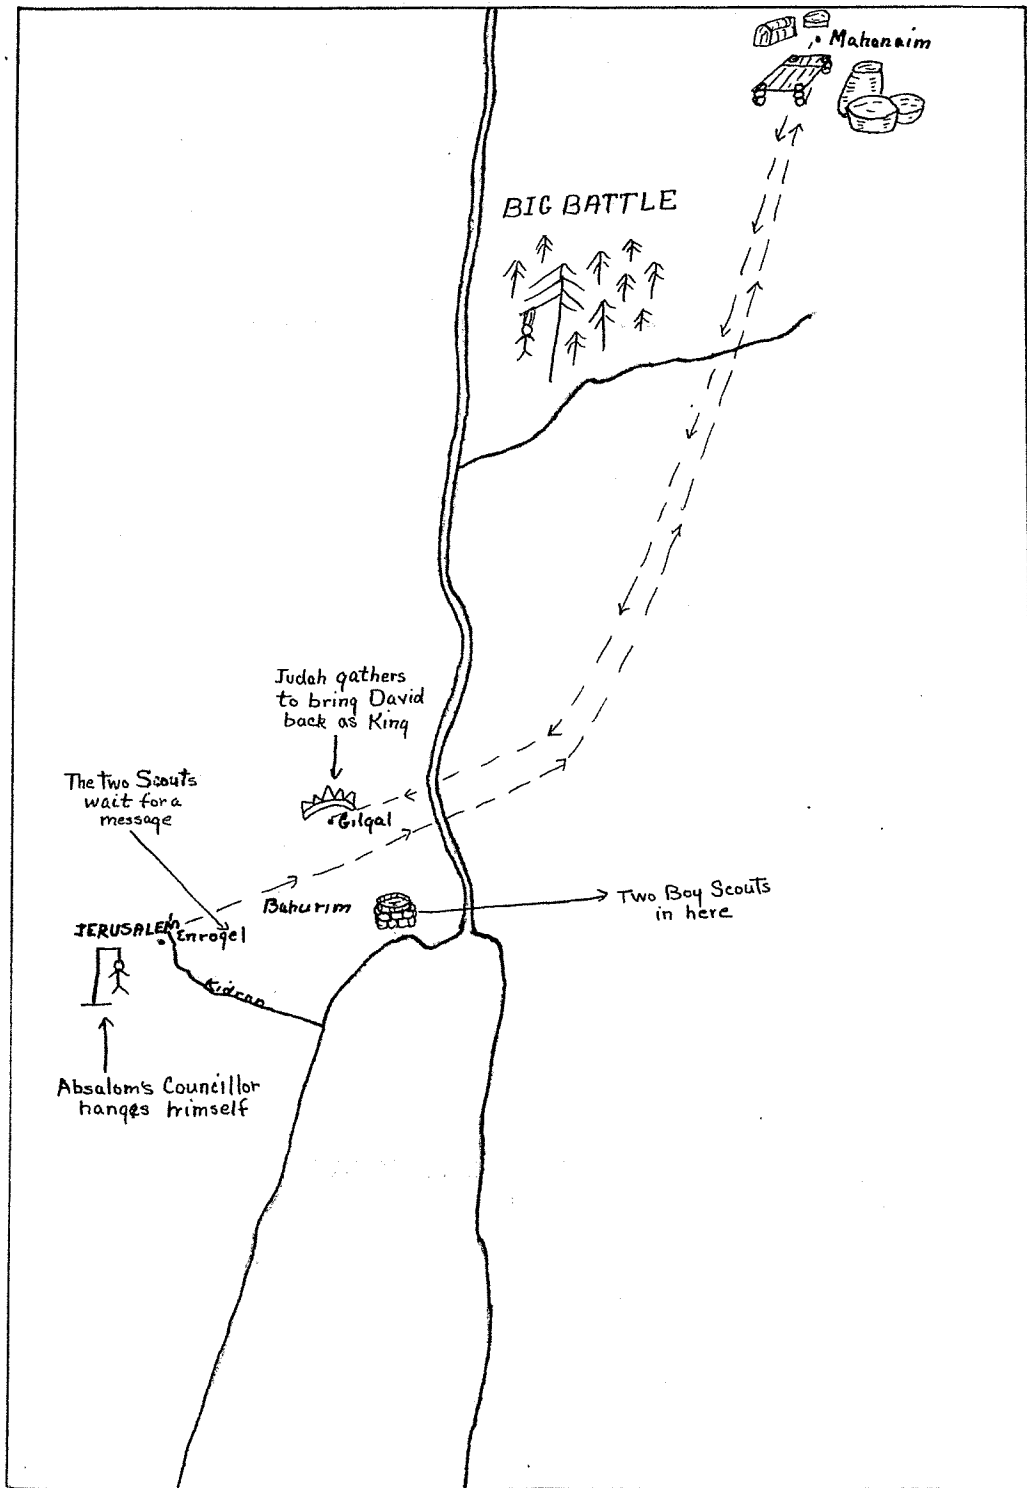 Mahanaim
BIG BATTLE
Judah gathers
to bring David
back as King
The two Scouts
wait for a
message
Gilgal
Bahurim
Two Boy Scouts
in here
JERUSALEM
Enrogel
Kidron
Absalom's Councillor
hanges himself